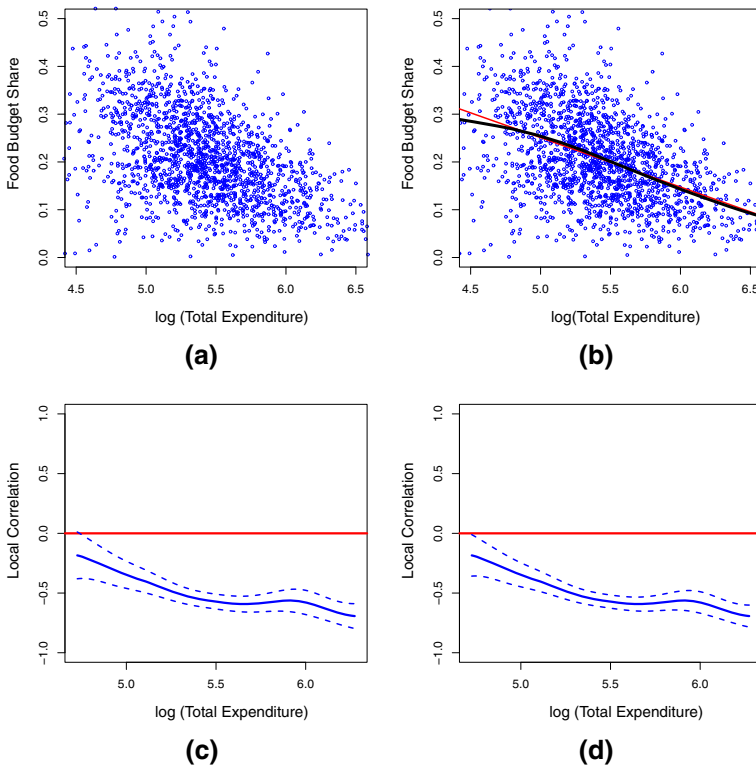 Food Budget Share
0.5
0.4
0.3
0.2
0.1
0.0
4.5 5.0 5.5 6.0 6.5
log (Total Expenditure)
(a)
Food Budget Share
0.5
0.4
0.3
0.2
0.1
0.0
4.5 5.0 5.5 6.0 6.5
log(Total Expenditure)
(b)
Local Correlation
1.0
0.5
0.0
−0.5
−1.0
5.0 5.5 6.0
log (Total Expenditure)
(c)
Local Correlation
1.0
0.5
0.0
−0.5
−1.0
5.0 5.5 6.0
log (Total Expenditure)
(d)